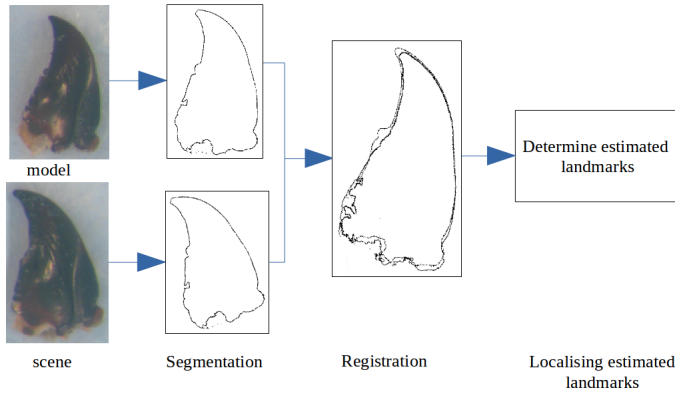 model
Determine estimated
landmarks
scene
Segmentation
Registration
Localising estimated
landmarks